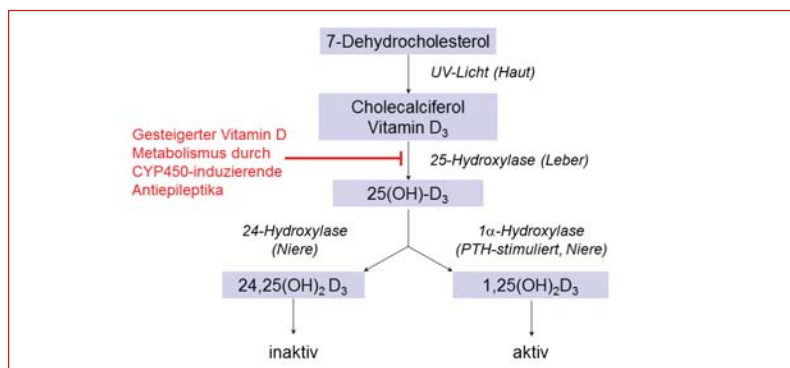 7-Dehydrocholesterol
UV-Licht (Haut)
Cholecalciferol
Vitamin D₃
Gesteigerter Vitamin D
Metabolismus durch
CYP450-induzierende
Antiepileptika
25-Hydroxylase (Leber)
25(OH)-D₃
24-Hydroxylase
(Niere)
1α-Hydroxylase
(PTH-stimuliert, Niere)
24,25(OH)₂ D₃
1,25(OH)₂D₃
inaktiv
aktiv